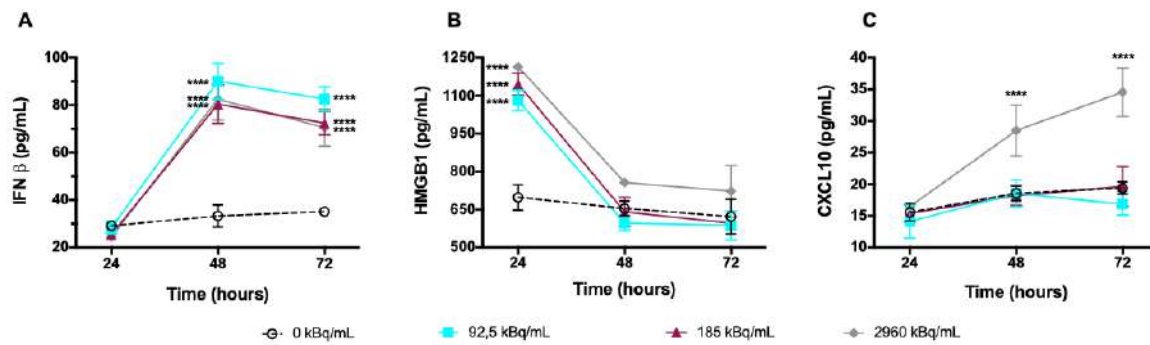 A
IFN β (pg/mL)
100
80
60
40
20
****
****
****
****
****
****
24
48
72
Time (hours)
B
HMGB1 (pg/mL)
1250
1100
950
800
650
500
****
****
****
24
48
72
Time (hours)
C
CXCL10 (pg/mL)
40
35
30
25
20
15
10
****
****
24
48
72
Time (hours)
0 kBq/mL
92,5 kBq/mL
185 kBq/mL
2960 kBq/mL